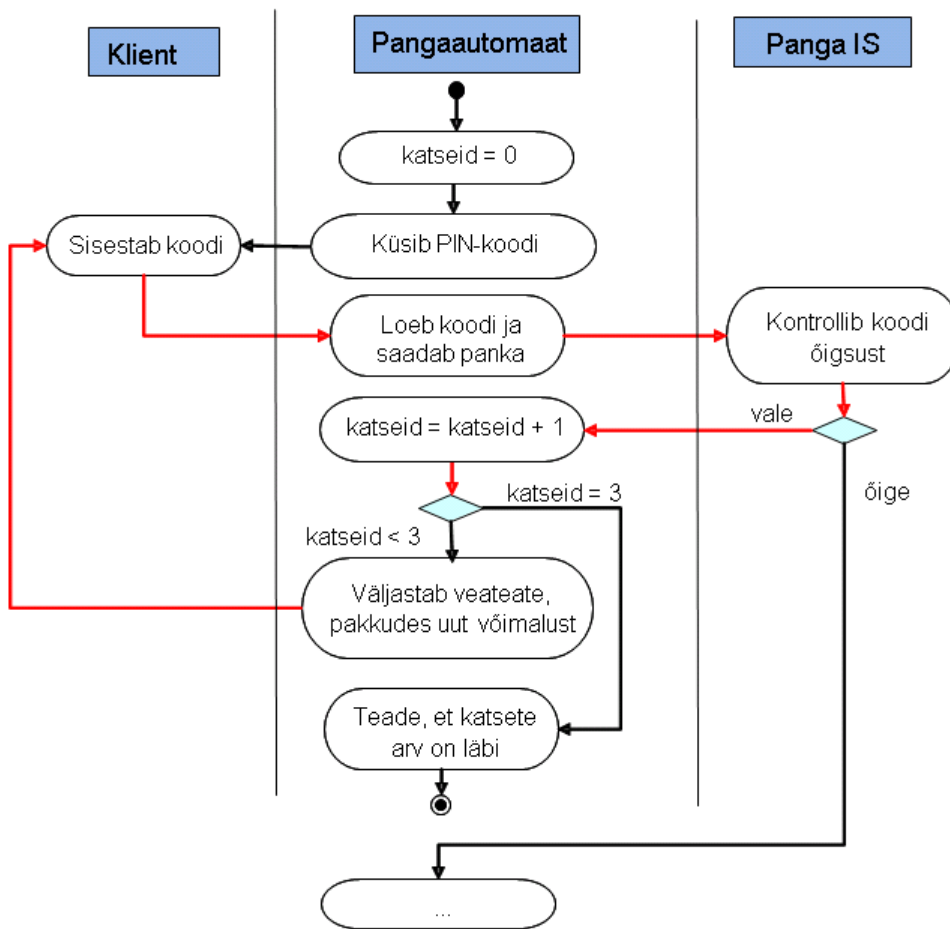 Klient
Pangaautomaat
Panga IS
katseid = 0
Küsib PIN-koodi
Sisestab koodi
Loeb koodi ja
saadab panka
Kontrollib koodi
õigsust
vale
katseid = katseid + 1
õige
katseid = 3
katseid < 3
Väljastab veateate,
pakkudes uut võimalust
Teade, et katsete
arv on läbi
...